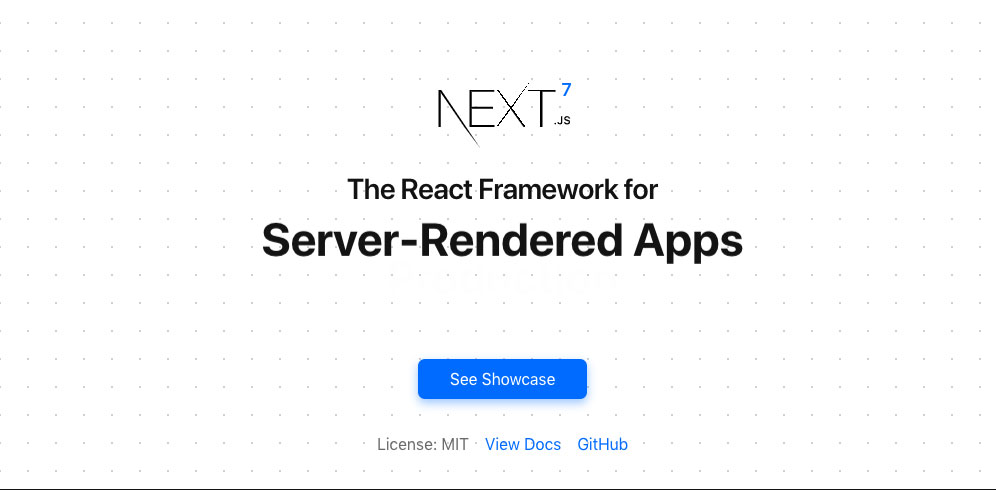 NEXT 7
.JS
The React Framework for
Server-Rendered Apps
See Showcase
License: MIT View Docs GitHub